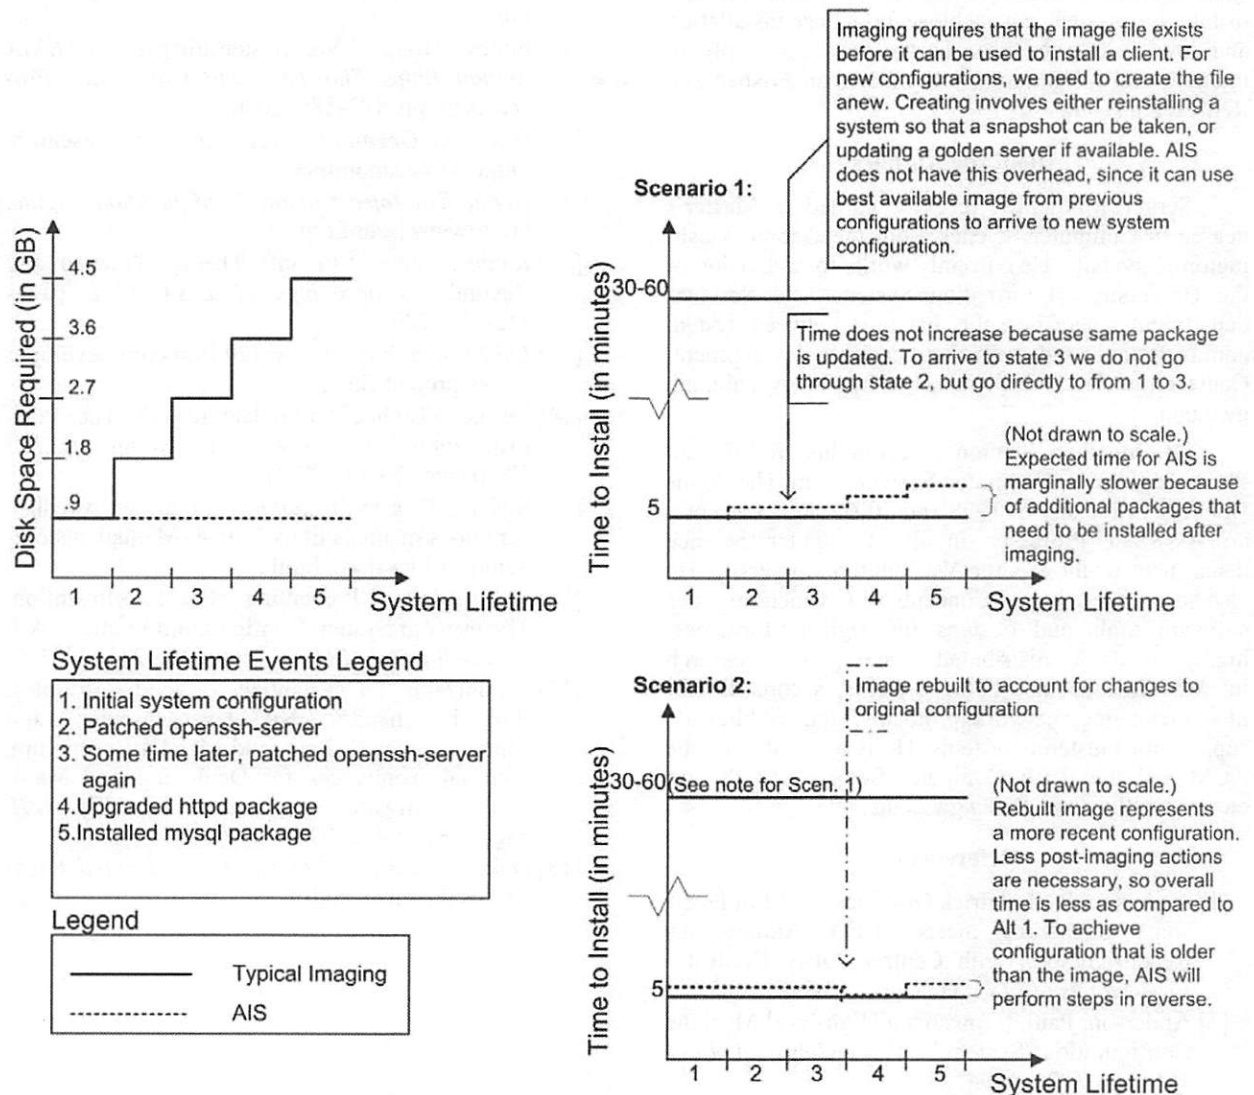 Imaging requires that the image file exists
before it can be used to install a client. For
new configurations, we need to create the file
anew. Creating involves either reinstalling a
system so that a snapshot can be taken, or
updating a golden server if available. AIS
does not have this overhead, since it can use
best available image from previous
configurations to arrive to new system
configuration.
Scenario 1:
Time to Install (in minutes)
30-60
Time does not increase because same package
is updated. To arrive to state 3 we do not go
through state 2, but go directly to from 1 to 3.
(Not drawn to scale.)
Expected time for AIS is
marginally slower because
of additional packages that
need to be installed after
imaging.
5
1 2 3 4 5
System Lifetime
Disk Space Required (in GB)
4.5
3.6
2.7
1.8
.9
1 2 3 4 5
System Lifetime
System Lifetime Events Legend
1. Initial system configuration
2. Patched openssh-server
3. Some time later, patched openssh-server
again
4.Upgraded httpd package
5.Installed mysql package
Legend
Typical Imaging
AIS
Scenario 2:
Time to Install (in minutes)
Image rebuilt to account for changes to
original configuration
30-60 (See note for Scen. 1)
(Not drawn to scale.)
Rebuilt image represents
a more recent configuration.
Less post-imaging actions
are necessary, so overall
time is less as compared to
Alt 1. To achieve
configuration that is older
than the image, AIS will
perform steps in reverse.
5
1 2 3 4 5
System Lifetime